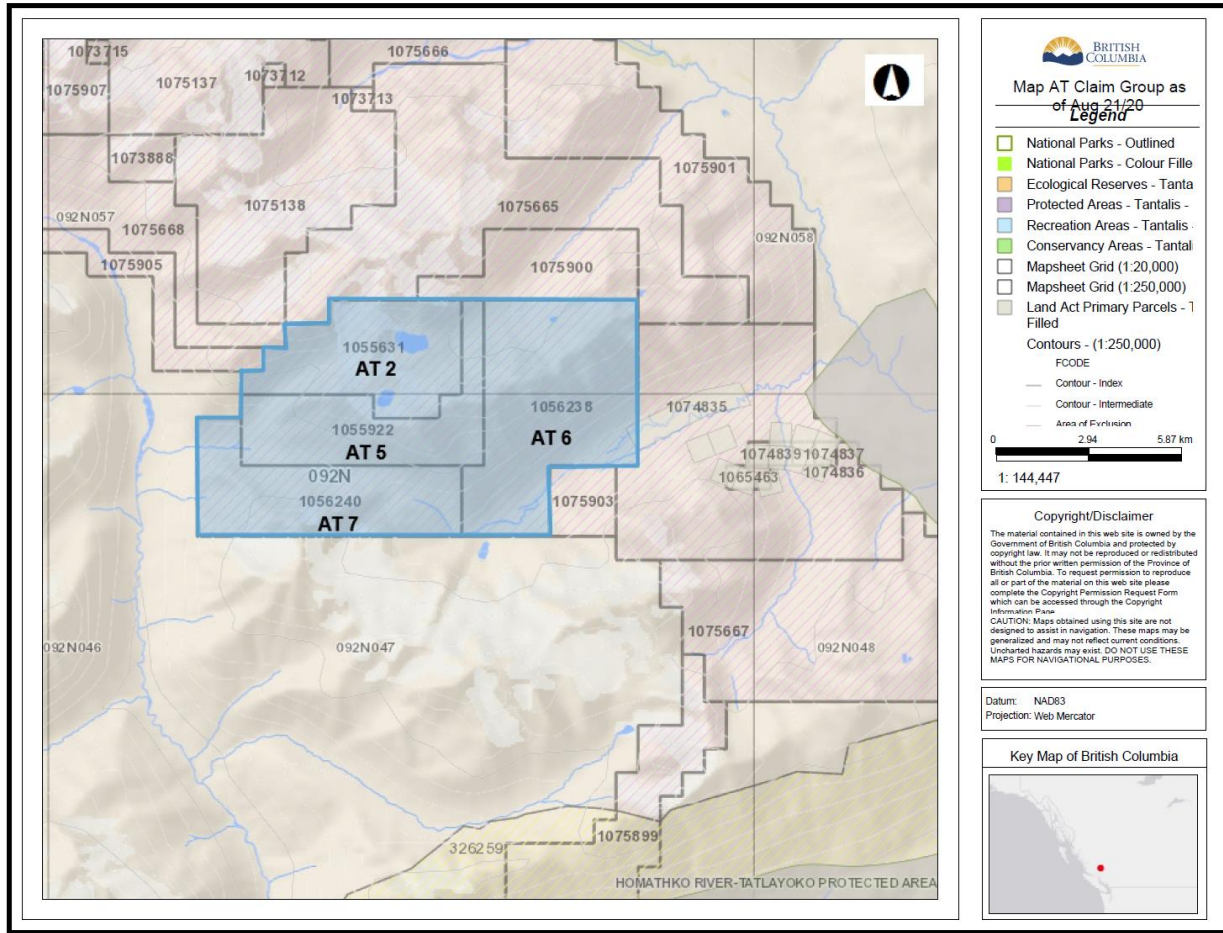 1073715
1075666
1075907
1075137
1073712
1073713
1073888
1075901
1075138
1075665
092N057
1075668
092N058
1075905
1075900
1055631
AT 2
1056238
1074835
1055922
AT 5
AT 6
1074839
1074837
1065463
1074836
092N
1056240
1075903
AT 7
1075667
092N046
092N047
092N048
1075899
326259
HOMATHKO RIVER-TATLAYOKO PROTECTED AREA
BRITISH
COLUMBIA
Map AT Claim Group as
of Aug 21/20
Legend
National Parks - Outlined
National Parks - Colour Fille
Ecological Reserves - Tanta
Protected Areas - Tantalis -
Recreation Areas - Tantalis
Conservancy Areas - Tantali
Mapsheet Grid (1:20,000)
Mapsheet Grid (1:250,000)
Land Act Primary Parcels - T
Filled
Contours - (1:250,000)
FCODE
Contour - Index
Contour - Intermediate
Area of Exclusion
0 2.94 5.87 km
1: 144,447
Copyright/Disclaimer
The material contained in this web site is owned by the
Government of British Columbia and protected by
copyright law. It may not be reproduced or redistributed
without the prior written permission of the Province of
British Columbia. To request permission to reproduce
all or part of the material on this web site please
complete the Copyright Permission Request Form
which can be accessed through the Copyright
Information Page
CAUTION: Maps obtained using this site are not
designed to assist in navigation. These maps may be
generalized and may not reflect current conditions.
Uncharted hazards may exist. DO NOT USE THESE
MAPS FOR NAVIGATIONAL PURPOSES.
Datum: NAD83
Projection: Web Mercator
Key Map of British Columbia